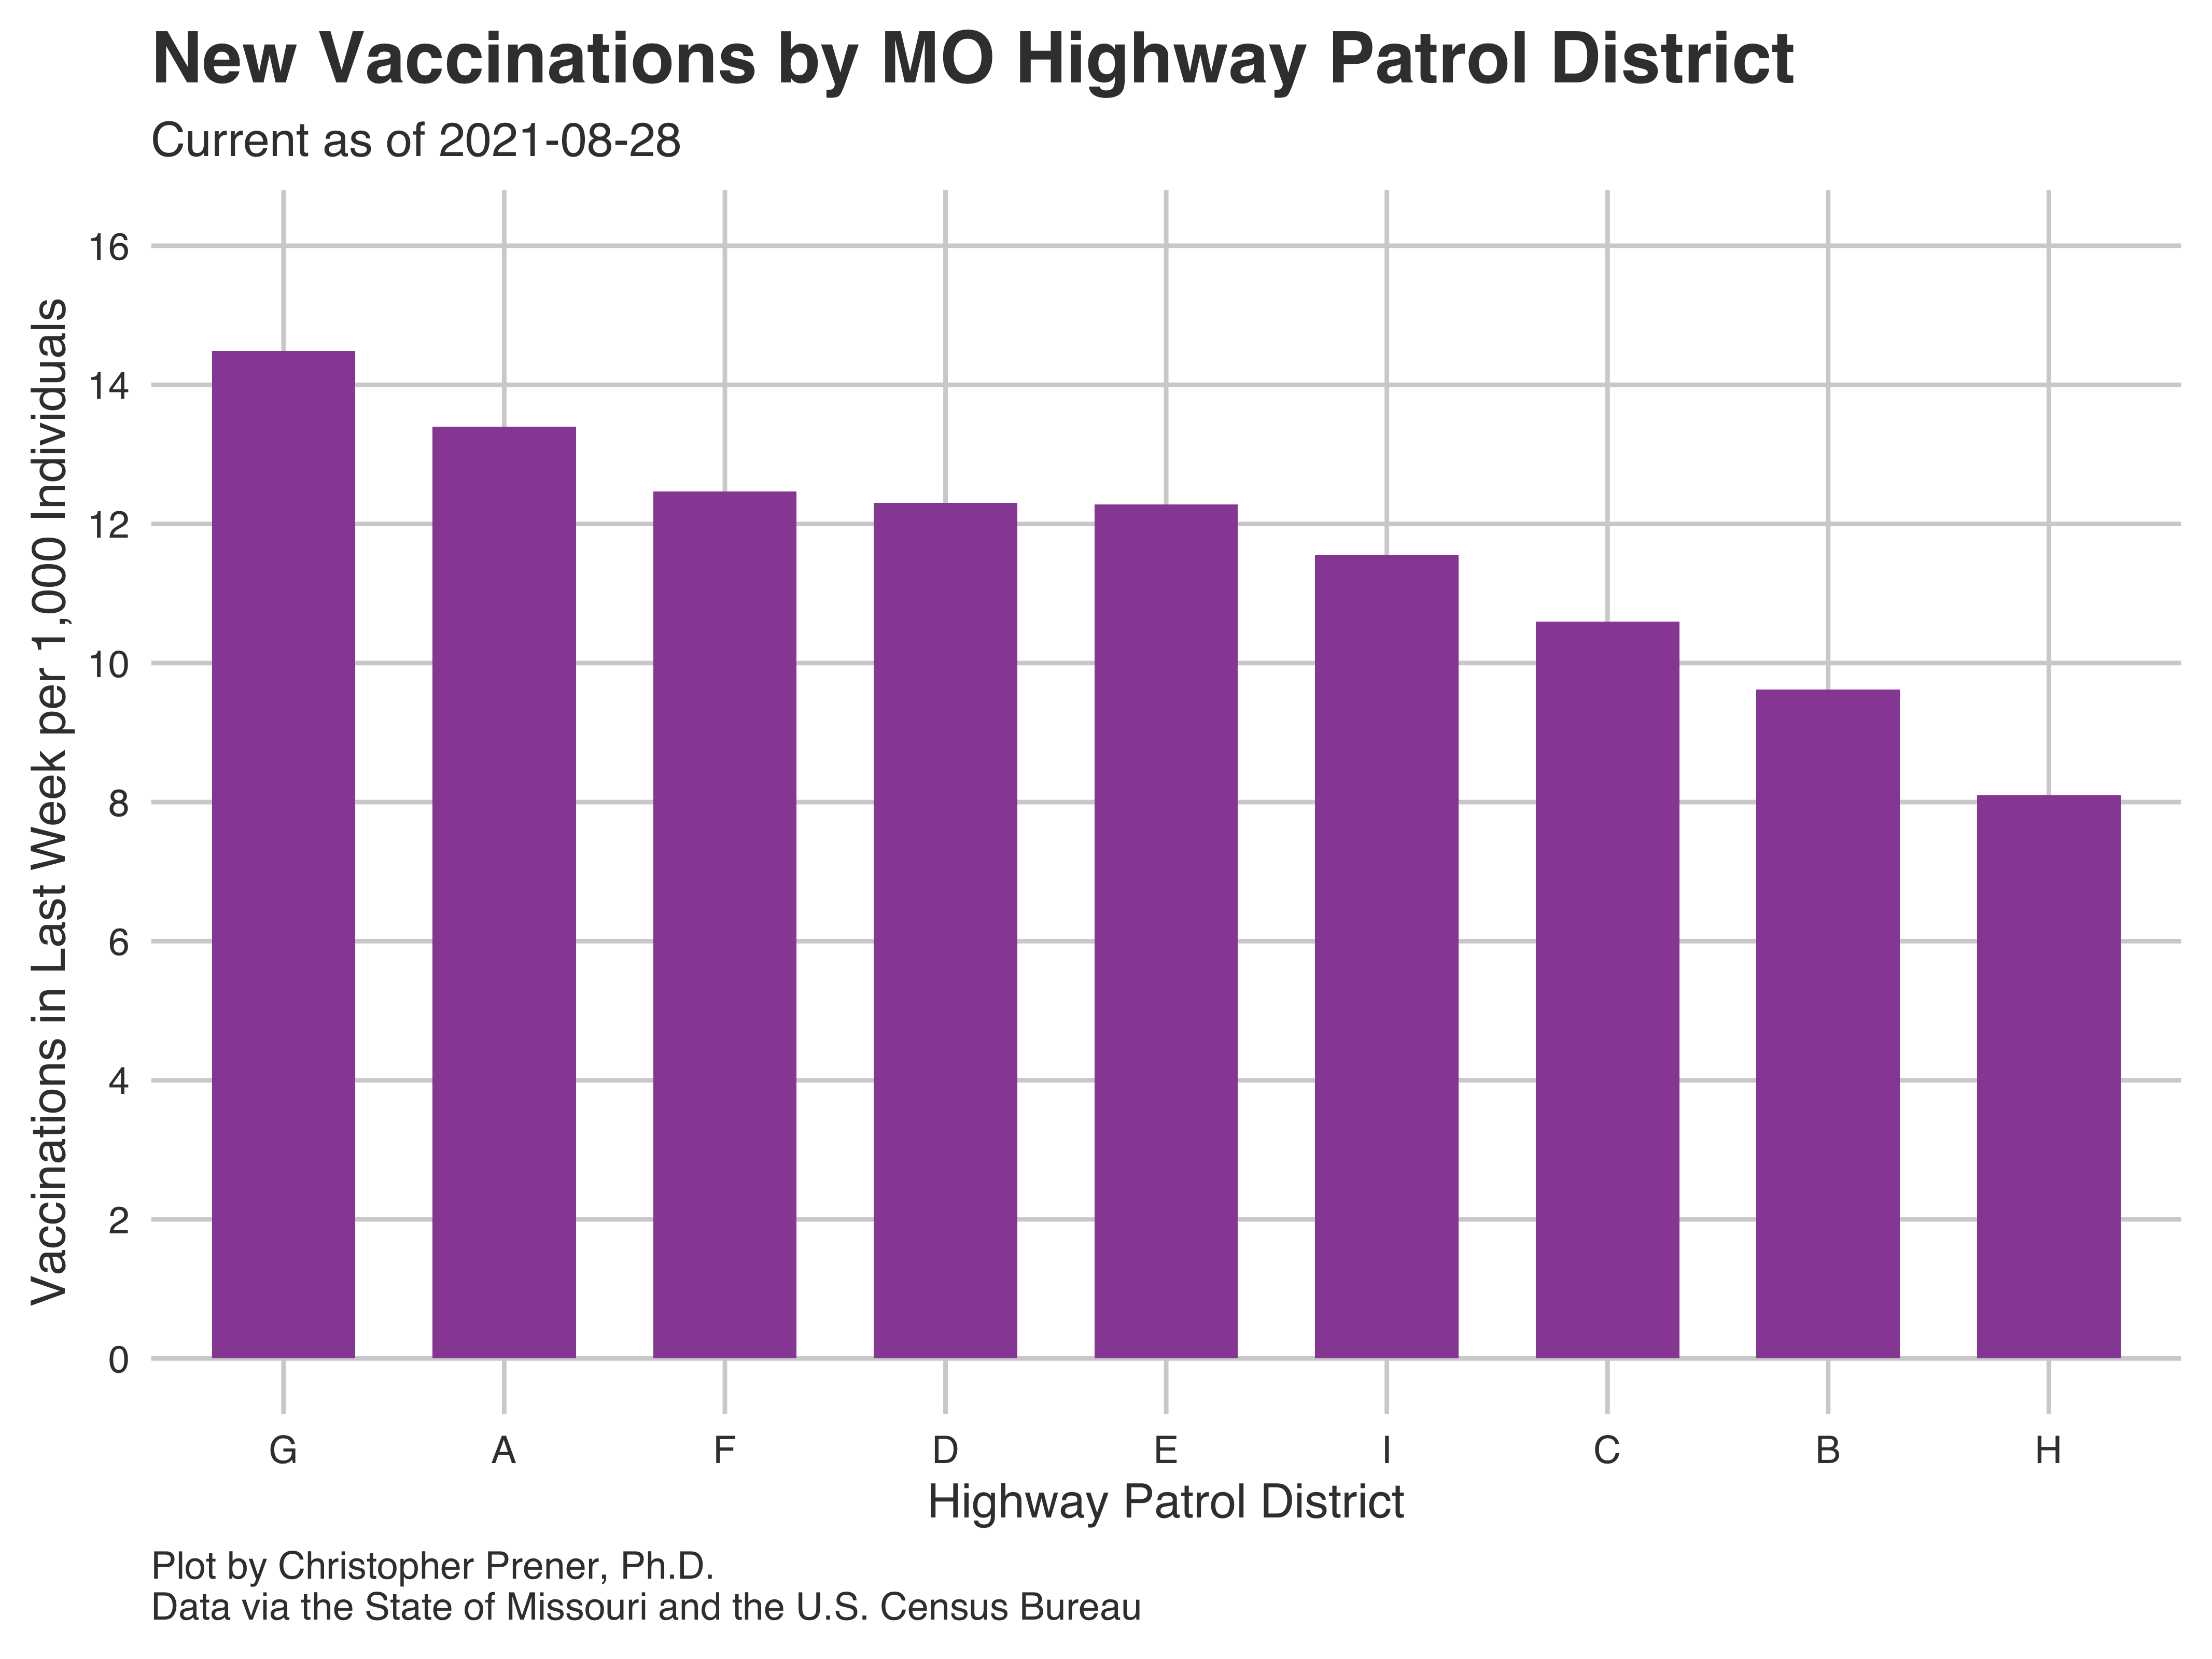 New Vaccinations by MO Highway Patrol District
Current as of 2021-08-28
Vaccinations in Last Week per 1,000 Individuals
16
14
12
10
8
6
4
2
0
G A F D E I C B H
Highway Patrol District
Plot by Christopher Prener, Ph.D.
Data via the State of Missouri and the U.S. Census Bureau